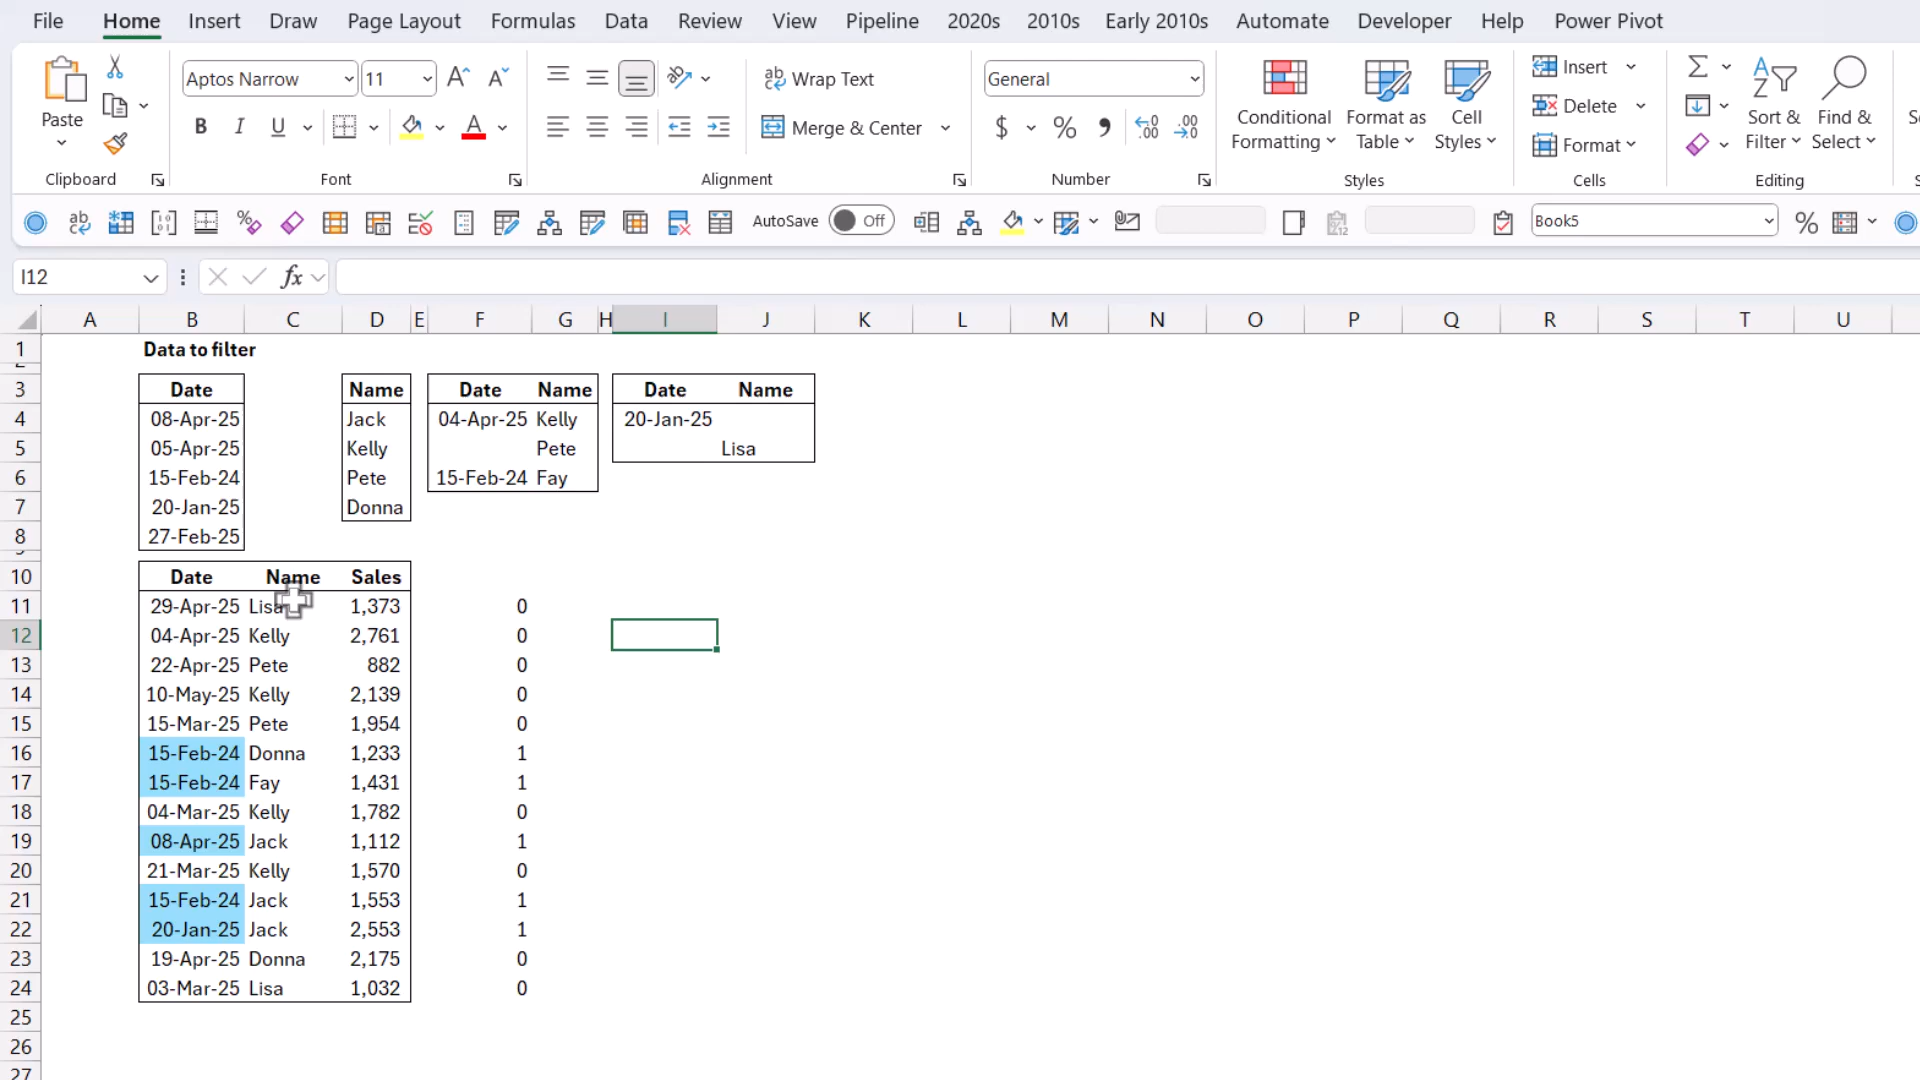 File Home Insert Draw Page Layout Formulas Data Review View Pipeline 2020s 2010s Early 2010s Automate Developer Help Power Pivot
Paste
Aptos Narrow 11
B I U
Wrap Text
Merge & Center
General
$ %
Conditional Formatting
Format as Table
Cell Styles
Insert
Delete
Format
Sort & Filter
Find & Select
Clipboard Font Alignment Number Styles Cells Editing
AutoSave Off Book5
I12 fx
A B C D E F G H I J K L M N O P Q R S T U
1 Data to filter
3 Date Name Date Name Date Name
4 08-Apr-25 Jack 04-Apr-25 Kelly 20-Jan-25
5 05-Apr-25 Kelly Pete Lisa
6 15-Feb-24 Pete 15-Feb-24 Fay
7 20-Jan-25 Donna
8 27-Feb-25
10 Date Name Sales
11 29-Apr-25 Lisa 1,373 0
12 04-Apr-25 Kelly 2,761 0
13 22-Apr-25 Pete 882 0
14 10-May-25 Kelly 2,139 0
15 15-Mar-25 Pete 1,954 0
16 15-Feb-24 Donna 1,233 1
17 15-Feb-24 Fay 1,431 1
18 04-Mar-25 Kelly 1,782 0
19 08-Apr-25 Jack 1,112 1
20 21-Mar-25 Kelly 1,570 0
21 15-Feb-24 Jack 1,553 1
22 20-Jan-25 Jack 2,553 1
23 19-Apr-25 Donna 2,175 0
24 03-Mar-25 Lisa 1,032 0
25
26
27